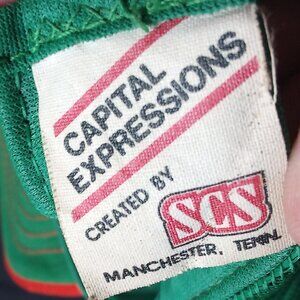 CAPITAL
EXPRESSIONS
CREATED BY
SCS
MANCHESTER, TENN.